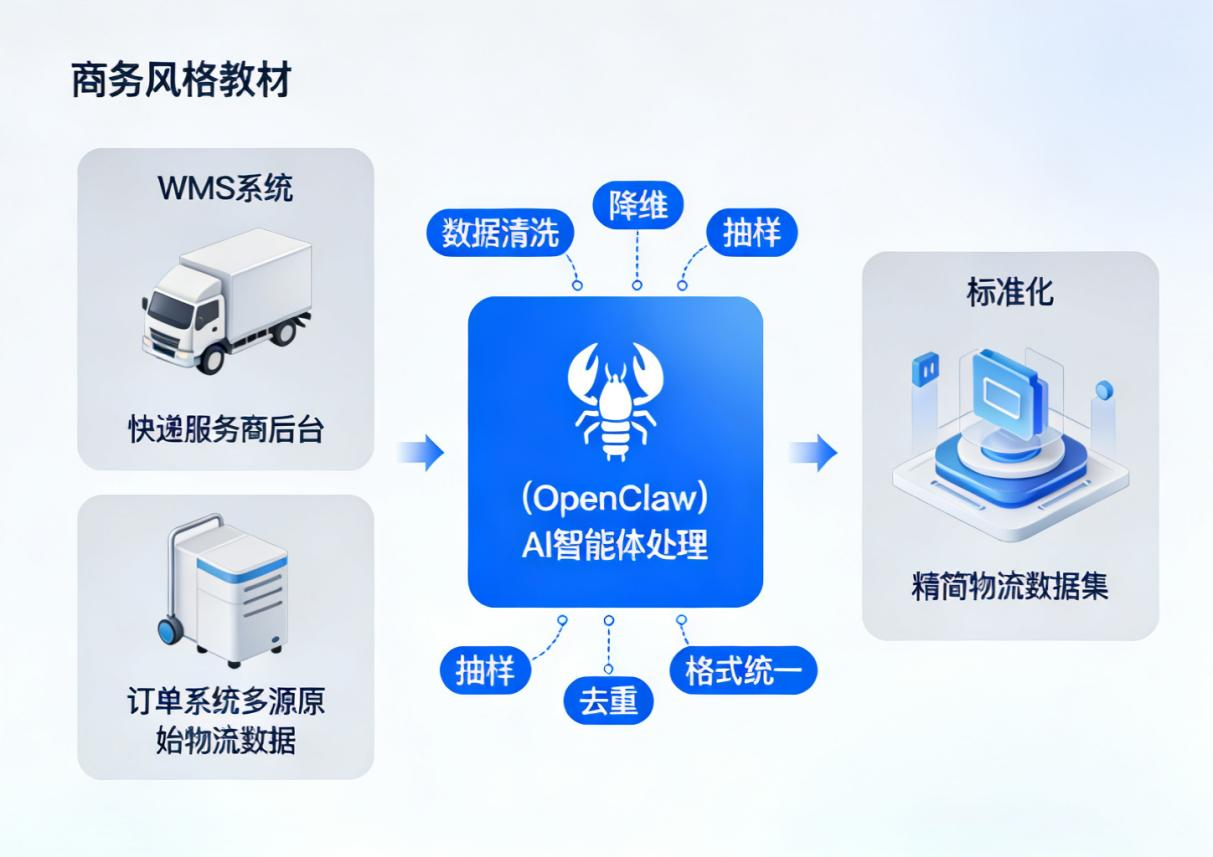 商务风格教材
WMS系统
快递服务商后台
订单系统多源原
始物流数据
数据清洗
降维
抽样
(OpenClaw)
AI智能体处理
抽样
去重
格式统一
标准化
精简物流数据集